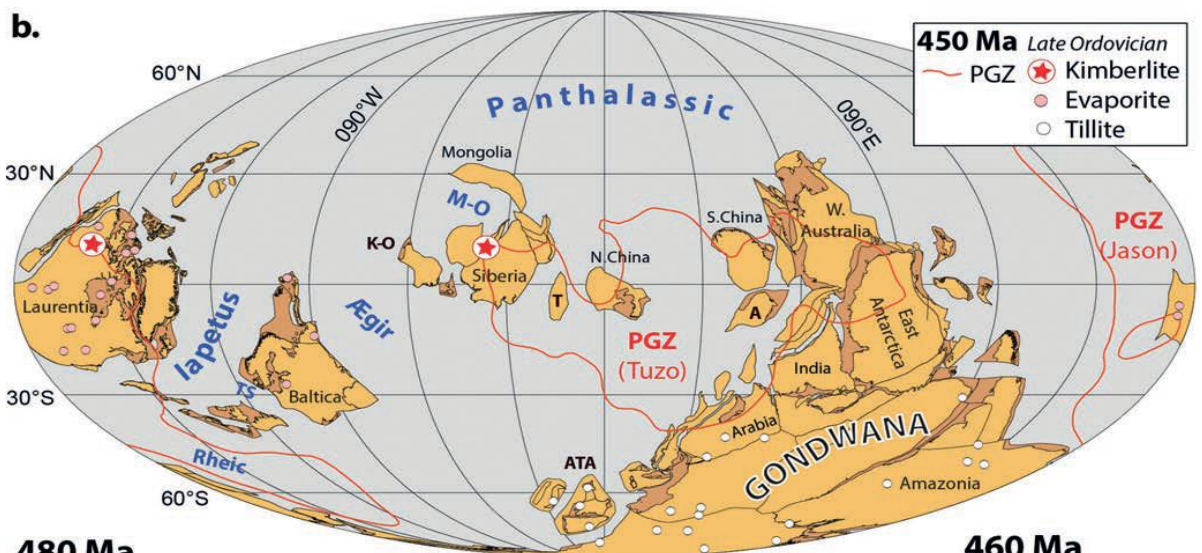 b.
450 Ma Late Ordovician
PGZ
Kimberlite
Evaporite
Tillite
60°N
090°W
Panthalassic
090°E
30°N
Mongolia
M-O
K-O
Siberia
T
N.China
S.China
W.
Australia
A
PGZ
(Jason)
Laurentia
Iapetus
Ægir
TS
Baltica
PGZ
(Tuzo)
East
Antarctica
India
30°S
Arabia
GONDWANA
Amazonia
Rheic
ATA
60°S
480 Ma
460 Ma